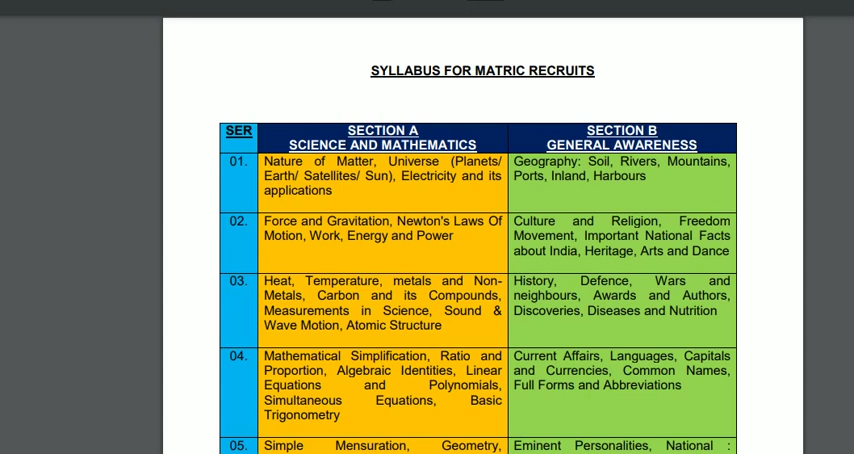 SYLLABUS FOR MATRIC RECRUITS
SER
SECTION A
SCIENCE AND MATHEMATICS
SECTION B
GENERAL AWARENESS
01.
Nature of Matter, Universe (Planets/
Earth/ Satellites/ Sun), Electricity and its
applications
Geography: Soil, Rivers, Mountains,
Ports, Inland, Harbours
02.
Force and Gravitation, Newton's Laws Of
Motion, Work, Energy and Power
Culture and Religion, Freedom
Movement, Important National Facts
about India, Heritage, Arts and Dance
03.
Heat, Temperature, metals and Non-
Metals, Carbon and its Compounds,
Measurements in Science, Sound &
Wave Motion, Atomic Structure
History, Defence, Wars and
neighbours, Awards and Authors,
Discoveries, Diseases and Nutrition
04.
Mathematical Simplification, Ratio and
Proportion, Algebraic Identities, Linear
Equations and Polynomials,
Simultaneous Equations, Basic
Trigonometry
Current Affairs, Languages, Capitals
and Currencies, Common Names,
Full Forms and Abbreviations
05.
Simple Mensuration, Geometry,
Eminent Personalities, National :